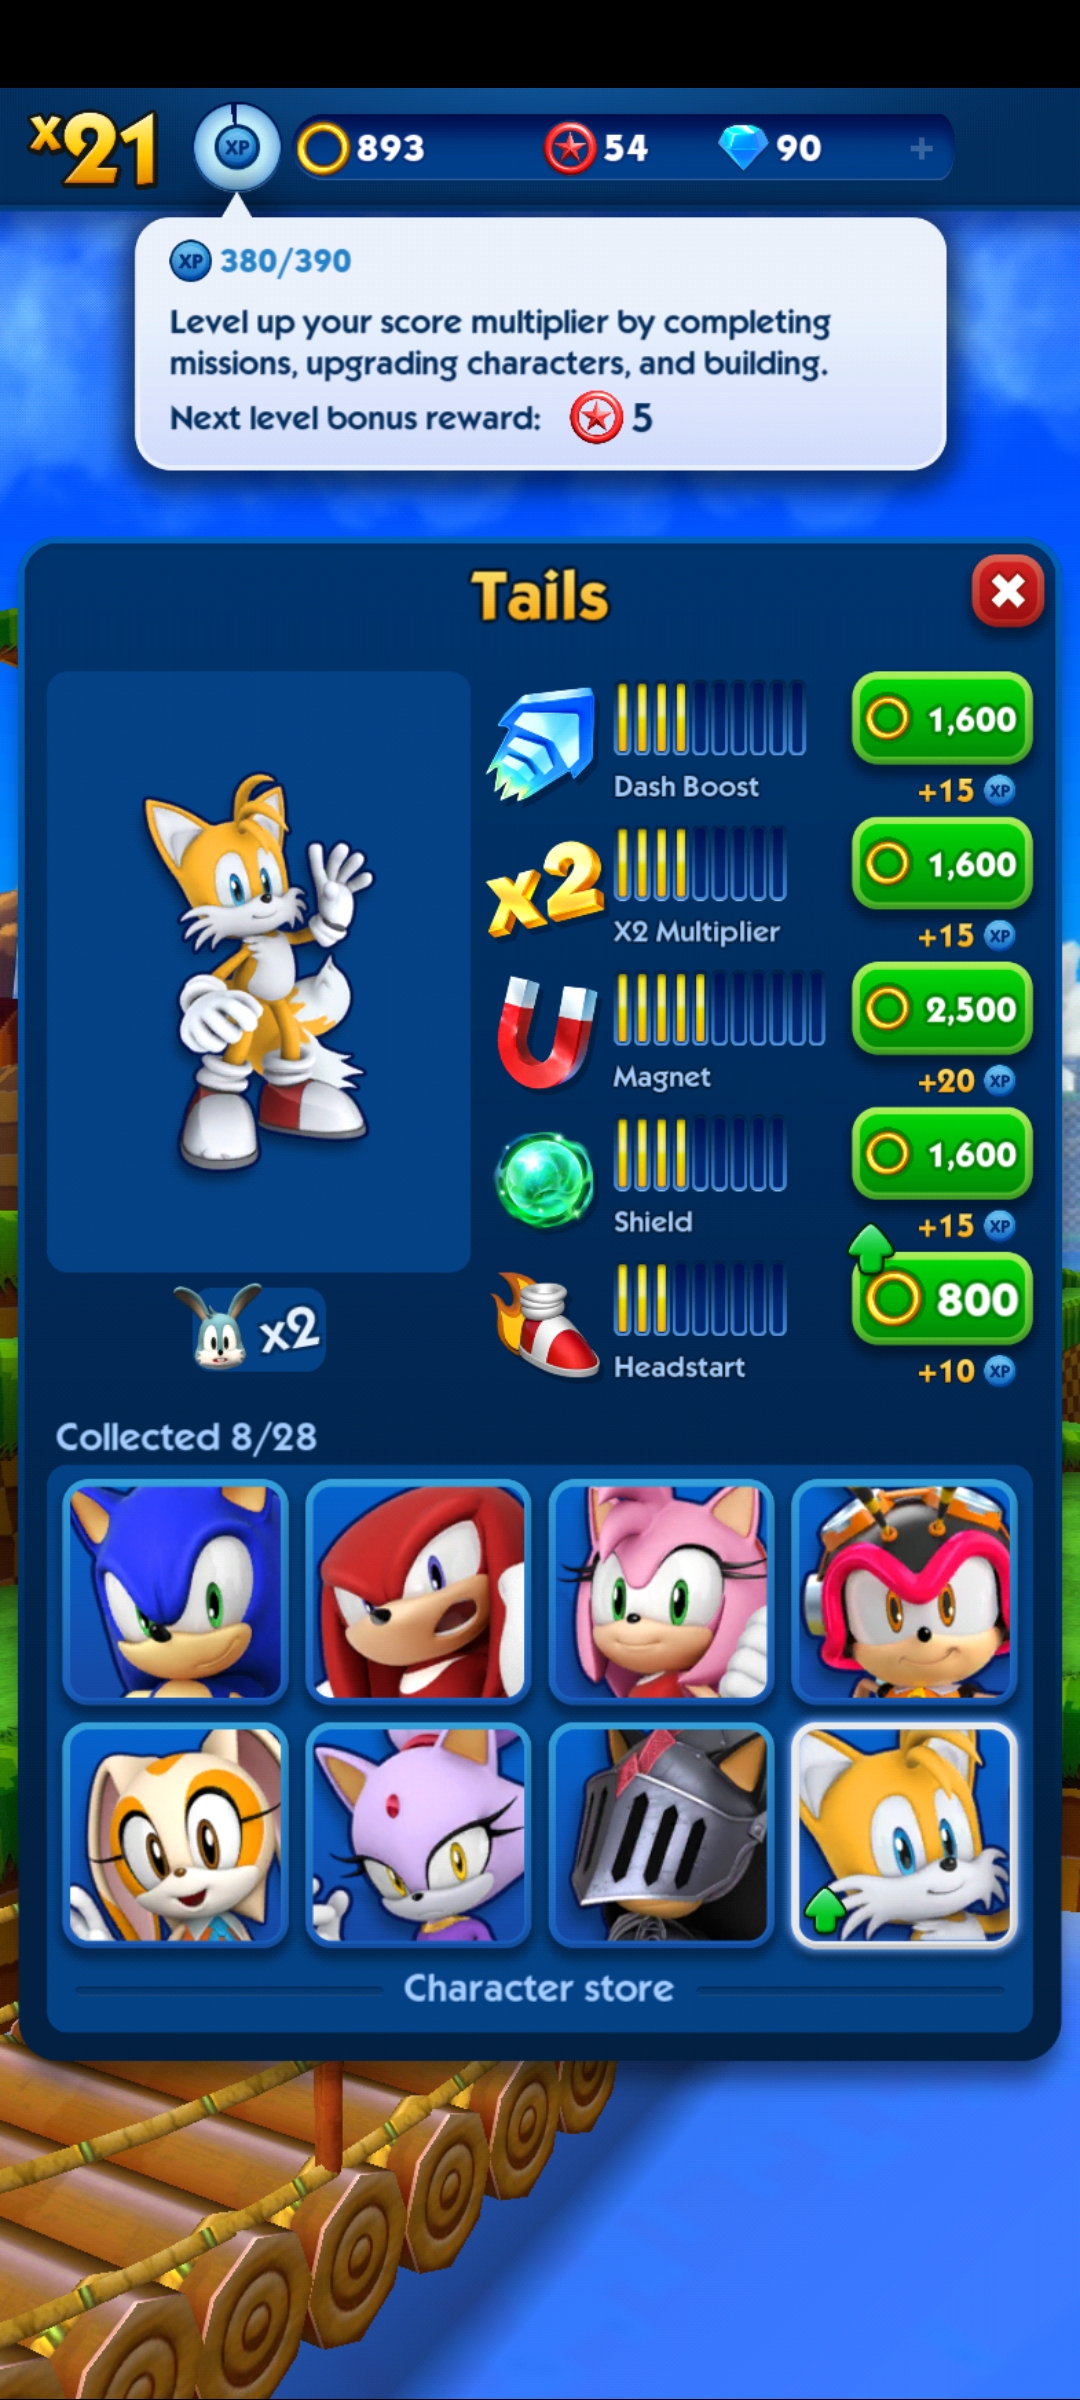 x21
XP
893
54
90
+
XP 380/390
Level up your score multiplier by completing
missions, upgrading characters, and building.
Next level bonus reward: 5
Tails
1,600
Dash Boost
+15 XP
x2
1,600
X2 Multiplier
+15 XP
2,500
Magnet
+20 XP
1,600
Shield
+15 XP
800
Headstart
+10 XP
x2
Collected 8/28
Character store